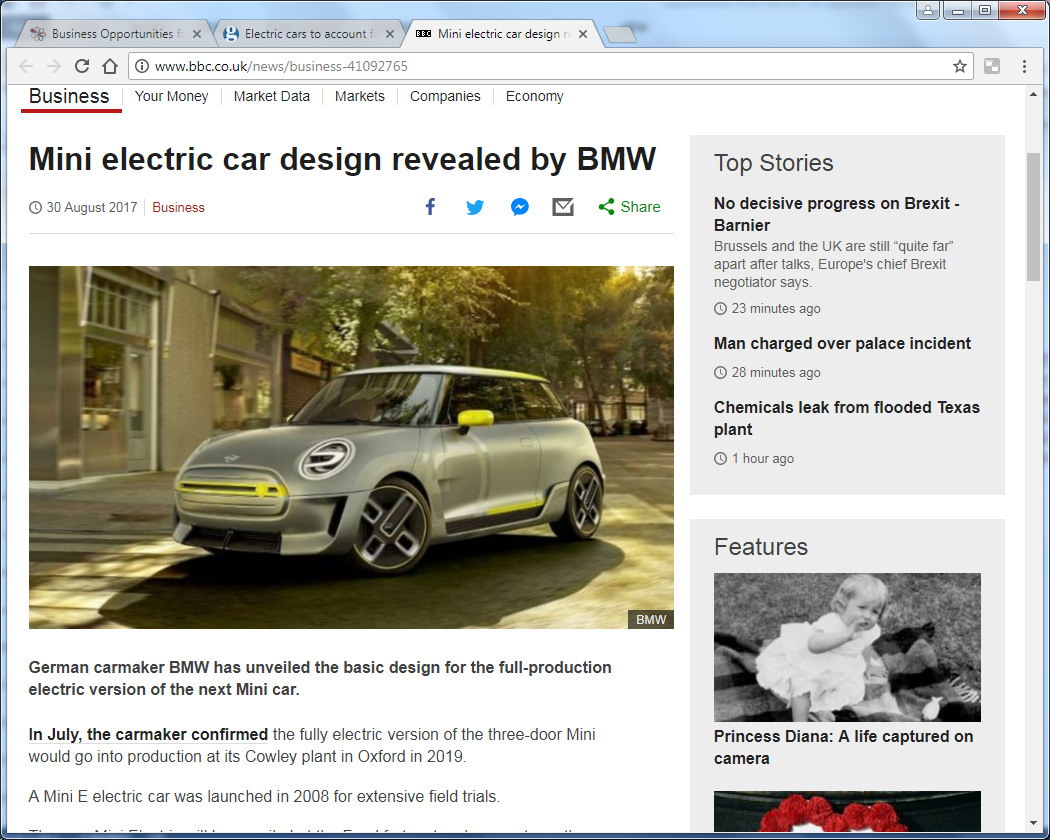 Business Opportunities f
Electric cars to account f
BBC
Mini electric car design r
www.bbc.co.uk/news/business-41092765
Business
Your Money
Market Data
Markets
Companies
Economy
Mini electric car design revealed by BMW
30 August 2017
Business
Share
BMW
German carmaker BMW has unveiled the basic design for the full-production
electric version of the next Mini car.
In July, the carmaker confirmed the fully electric version of the three-door Mini
would go into production at its Cowley plant in Oxford in 2019.
A Mini E electric car was launched in 2008 for extensive field trials.
Top Stories
No decisive progress on Brexit -
Barnier
Brussels and the UK are still “quite far”
apart after talks, Europe's chief Brexit
negotiator says.
23 minutes ago
Man charged over palace incident
28 minutes ago
Chemicals leak from flooded Texas
plant
1 hour ago
Features
Princess Diana: A life captured on
camera